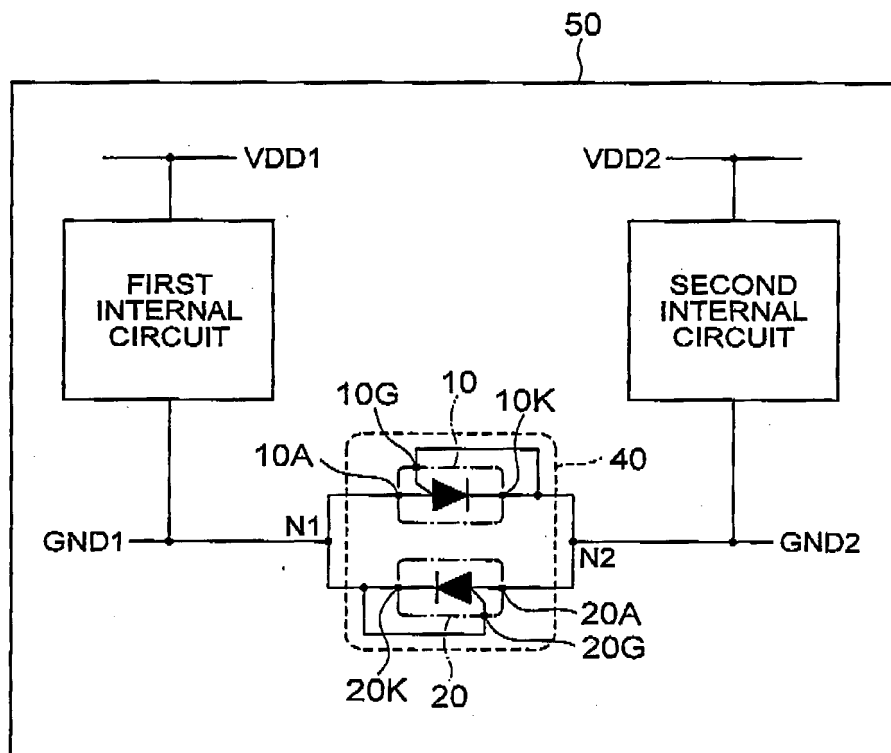 50
VDD1
VDD2
FIRST
INTERNAL
CIRCUIT
SECOND
INTERNAL
CIRCUIT
10G
10
10K
10A
40
GND1
N1
N2
GND2
20A
20G
20K
20